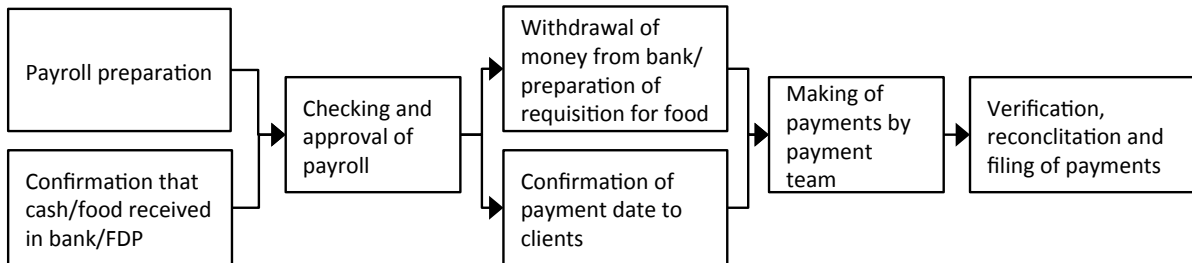 Payroll preparation
Confirmation that
cash/food received
in bank/FDP
Checking and
approval of
payroll
Withdrawal of
money from bank/
preparation of
requisition for food
Confirmation of
payment date to
clients
Making of
payments by
payment
team
Verification,
reconclitation and
filing of payments